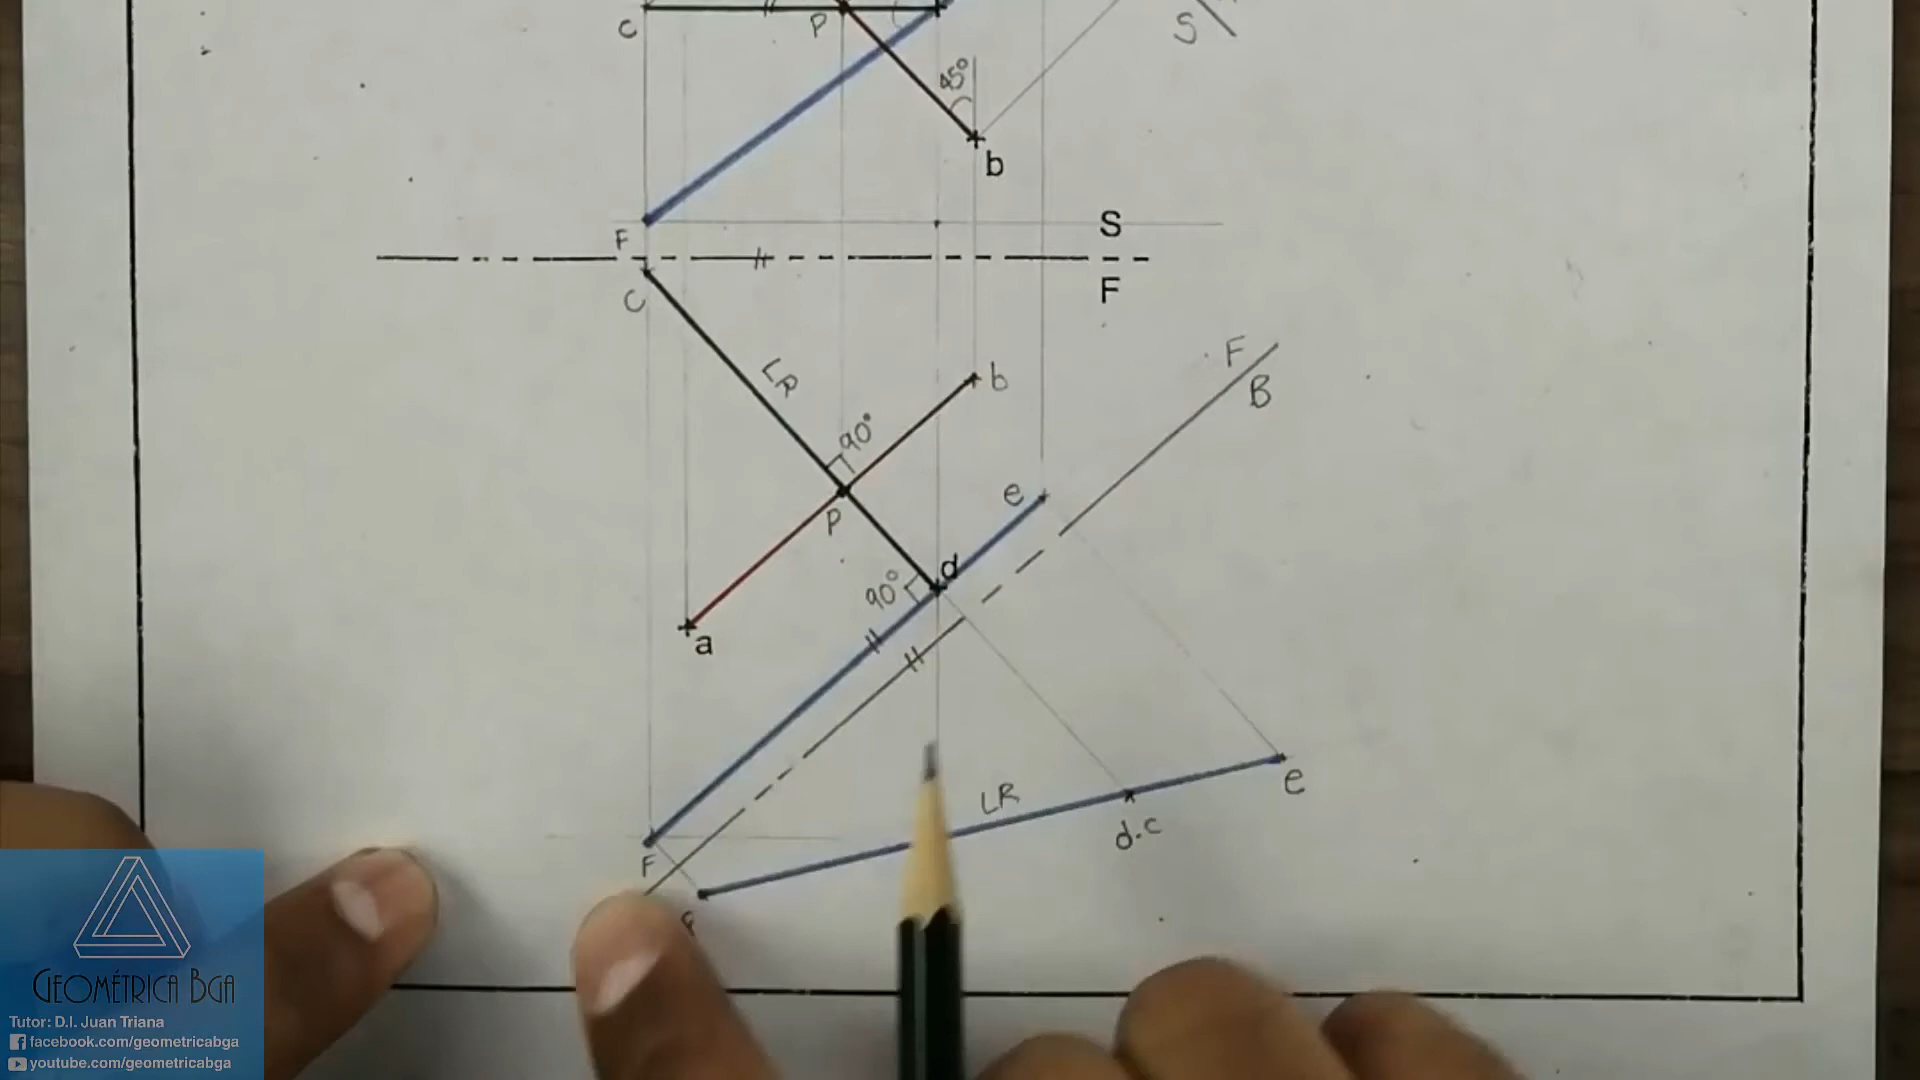 C
P
S
45°
b
F
S
C
F
LR
b
F
B
90°
e
P
d
90°
a
LR
e
d.c
F
F
GEOMÉTRICA BGA
Tutor: D.I. Juan Triana
facebook.com/geometricabga
youtube.com/geometricabga